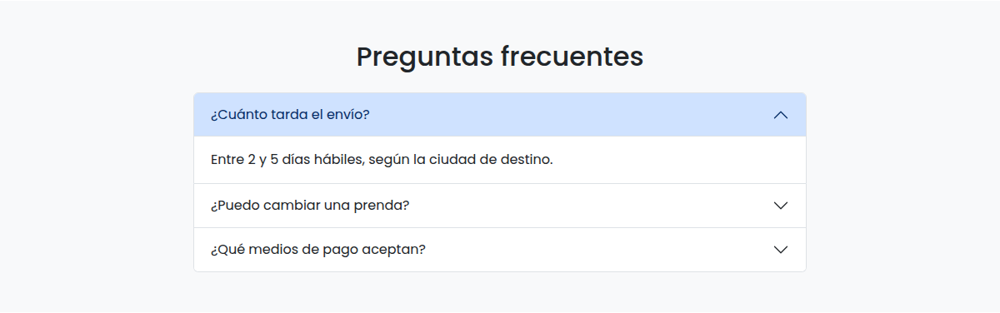 Preguntas frecuentes
¿Cuánto tarda el envío?
Entre 2 y 5 días hábiles, según la ciudad de destino.
¿Puedo cambiar una prenda?
¿Qué medios de pago aceptan?